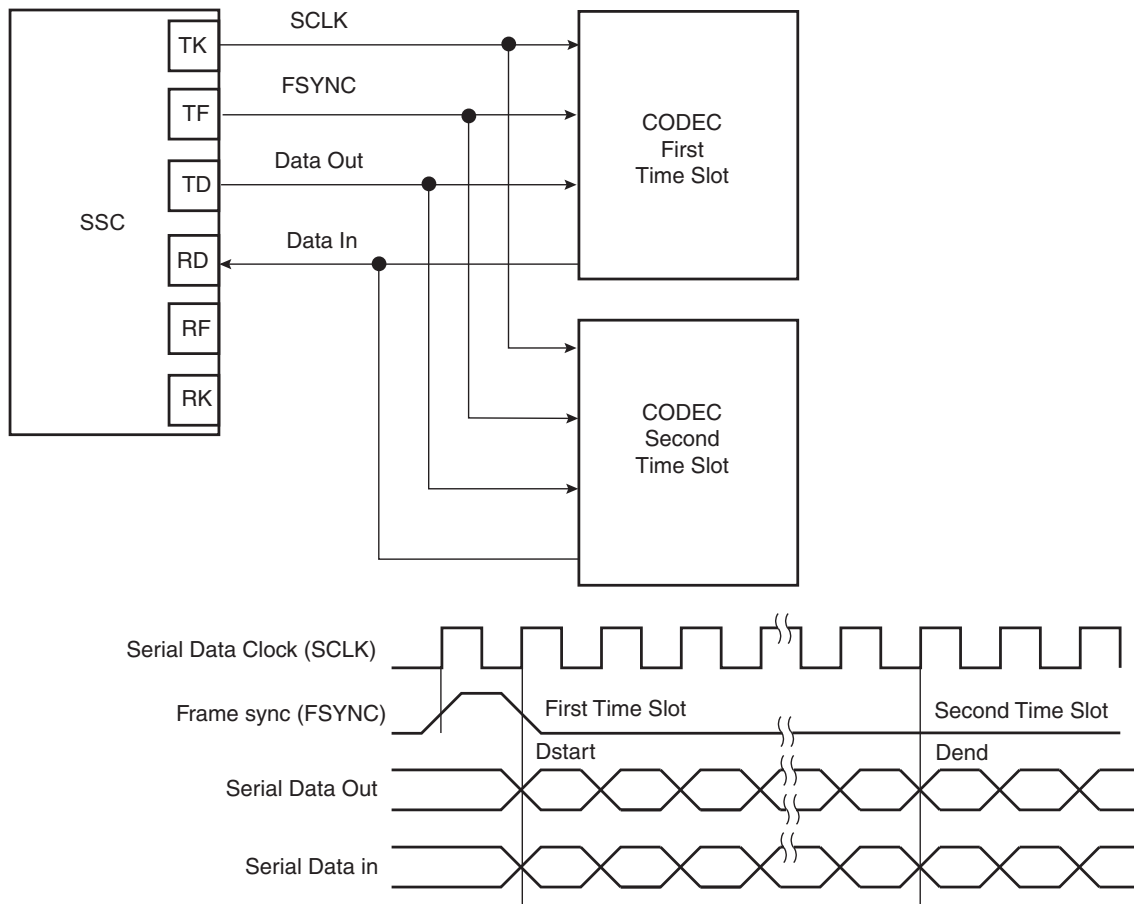 SSC
TK
TF
TD
RD
RF
RK
SCLK
FSYNC
Data Out
Data In
CODEC
First
Time Slot
CODEC
Second
Time Slot
Serial Data Clock (SCLK)
Frame sync (FSYNC)
First Time Slot
Second Time Slot
Dstart
Dend
Serial Data Out
Serial Data in